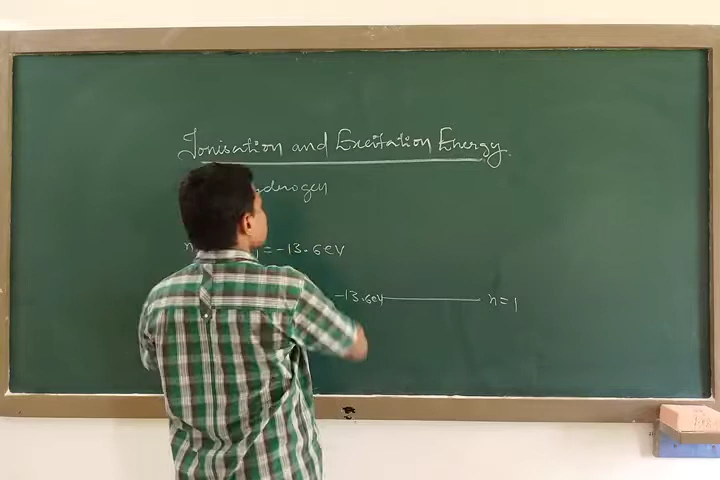 Ionisation and Excitation Energy.
n = -13.6eV
-13.6eV n=1